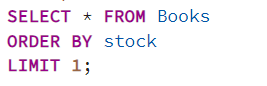 SELECT * FROM Books
ORDER BY stock
LIMIT 1;